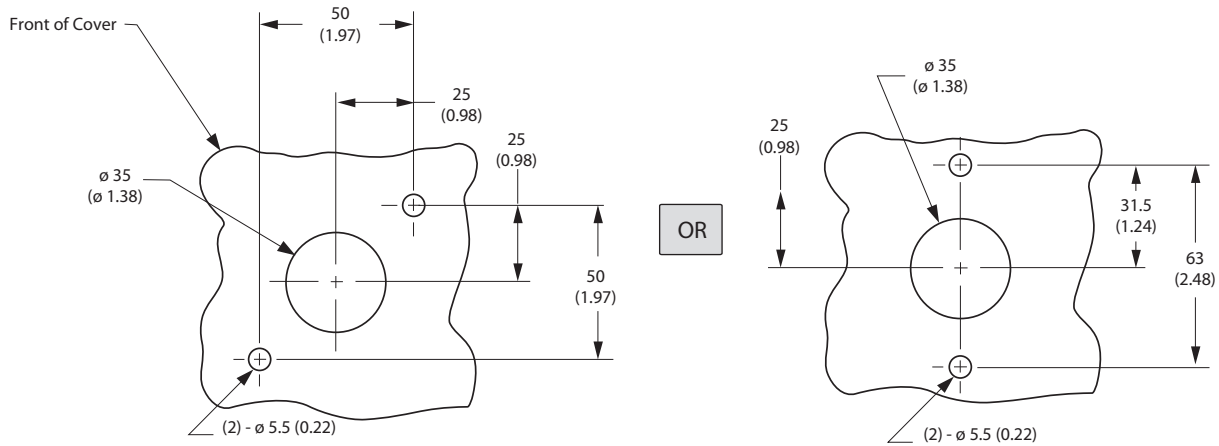 Front of Cover
50
(1.97)
25
(0.98)
25
(0.98)
ø 35
(ø 1.38)
50
(1.97)
(2) - ø 5.5 (0.22)
OR
ø 35
(ø 1.38)
25
(0.98)
31.5
(1.24)
63
(2.48)
(2) - ø 5.5 (0.22)